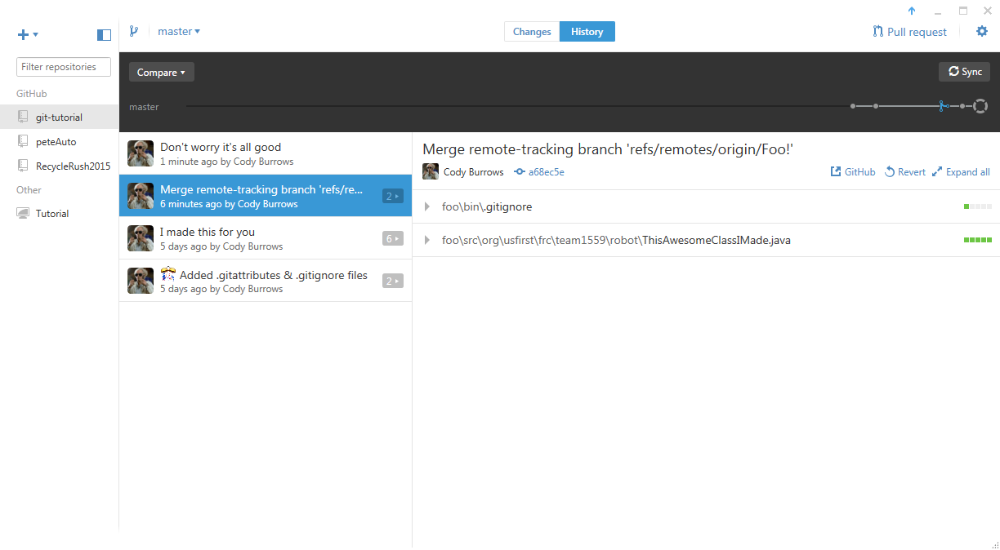 master
Changes
History
Pull request
Filter repositories
GitHub
git-tutorial
peteAuto
RecycleRush2015
Other
Tutorial
Compare
Sync
master
Don't worry it's all good
1 minute ago by Cody Burrows
Merge remote-tracking branch 'refs/re...
6 minutes ago by Cody Burrows
2
I made this for you
5 days ago by Cody Burrows
6
Added .gitattributes & .gitignore files
5 days ago by Cody Burrows
2
Merge remote-tracking branch 'refs/remotes/origin/Foo!'
Cody Burrows a68ec5e
GitHub Revert Expand all
foo\bin\.gitignore
foo\src\org\usfirst\frc\team1559\robot\ThisAwesomeClassIMade.java